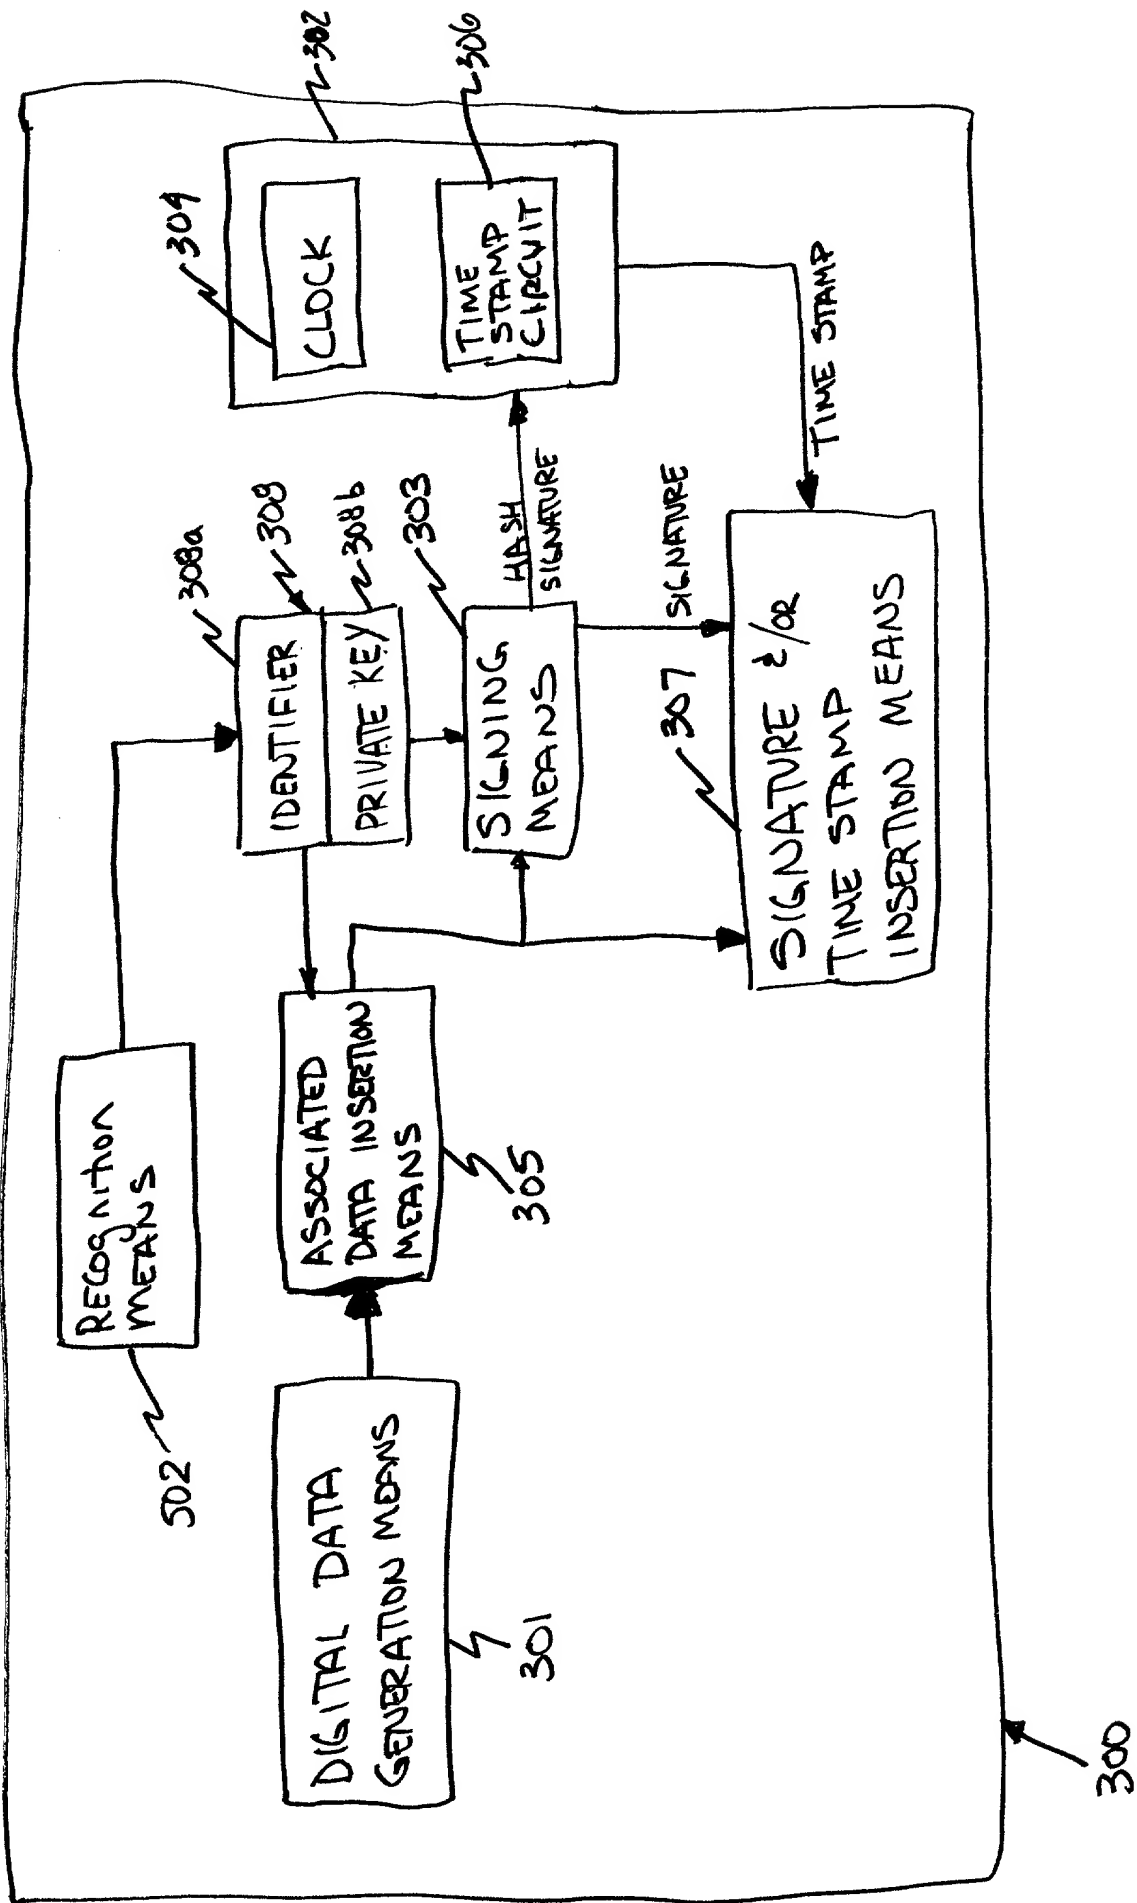 502
RECOGNITION
MEANS
308a
304
302
IDENTIFIER
308
CLOCK
PRIVATE KEY
308b
306
DIGITAL DATA
GENERATION MEANS
301
ASSOCIATED
DATA INSERTION
MEANS
305
SIGNING
MEANS
303
HASH
SIGNATURE
TIME
STAMP
CIRCUIT
SIGNATURE
307
SIGNATURE &/OR
TIME STAMP
INSERTION MEANS
TIME STAMP
300